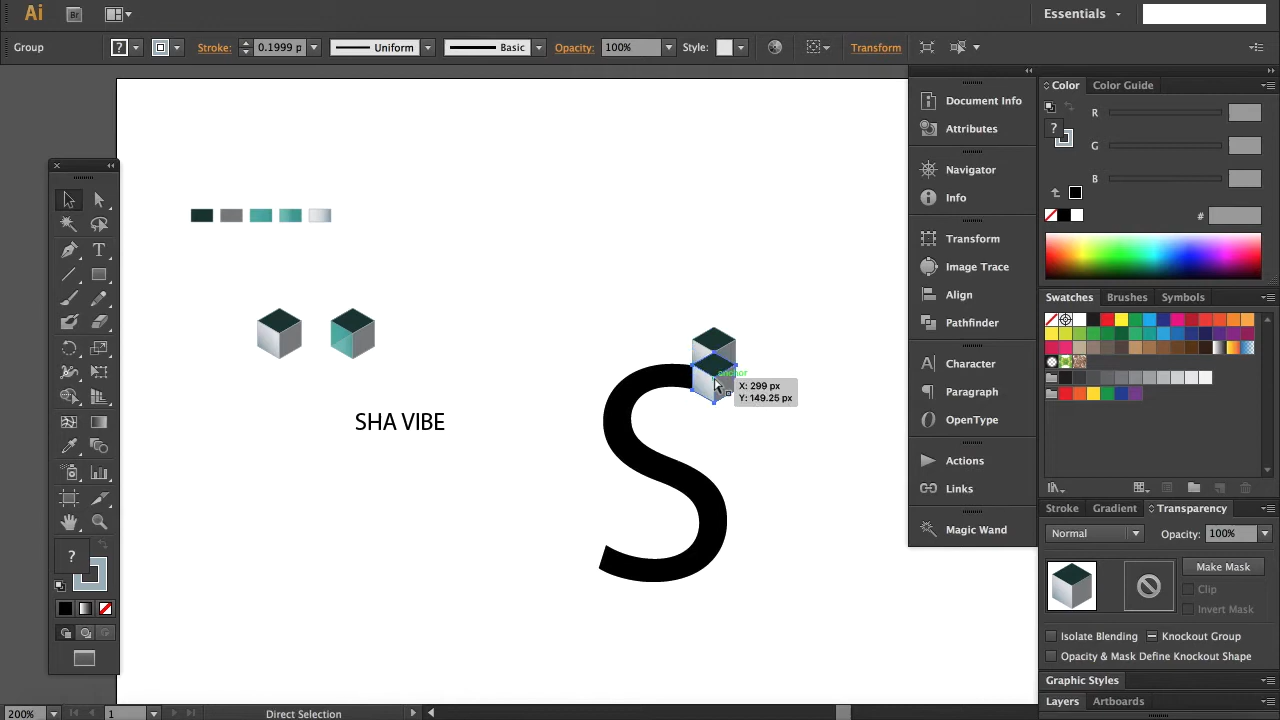 Ai Br Essentials
Group ? Stroke: 0.1999 p Uniform Basic Opacity: 100% Style: Transform
Color Color Guide
Document Info
R
Attributes
?
G
Navigator
B
Info
#
Transform
Image Trace
Align
Swatches Brushes Symbols
Pathfinder
Character
anchor
X: 299 px
Y: 149.25 px
Paragraph
SHA VIBE
S
OpenType
Actions
Links
Stroke Gradient Transparency
Magic Wand
Normal Opacity: 100%
?
Make Mask
Clip
Invert Mask
Isolate Blending Knockout Group
Opacity & Mask Define Knockout Shape
Graphic Styles
Layers Artboards
200% 1 Direct Selection